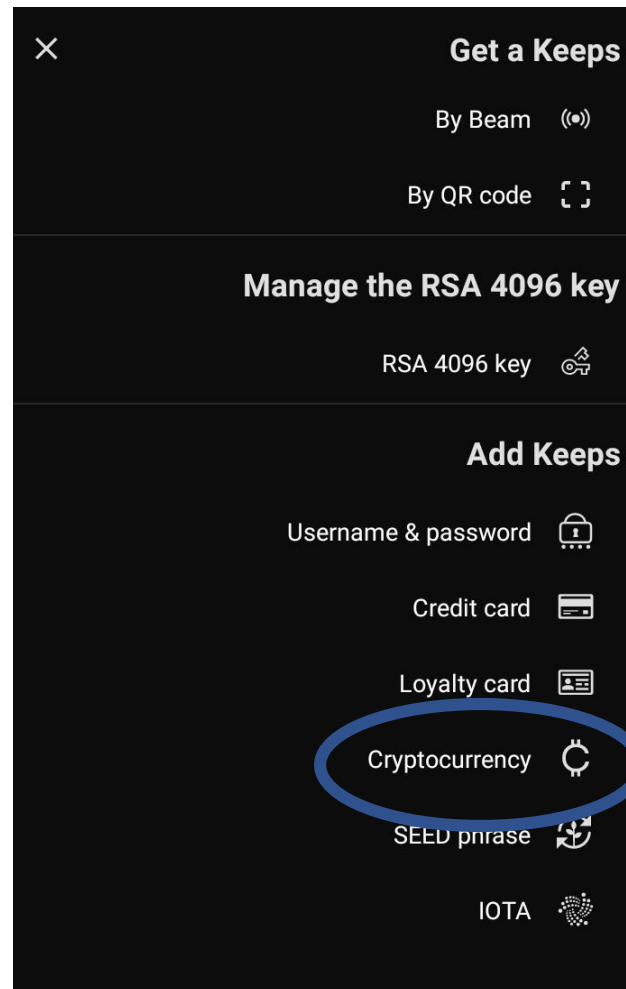 Get a Keeps
By Beam
By QR code
Manage the RSA 4096 key
RSA 4096 key
Add Keeps
Username & password
Credit card
Loyalty card
Cryptocurrency
SEED phrase
IOTA